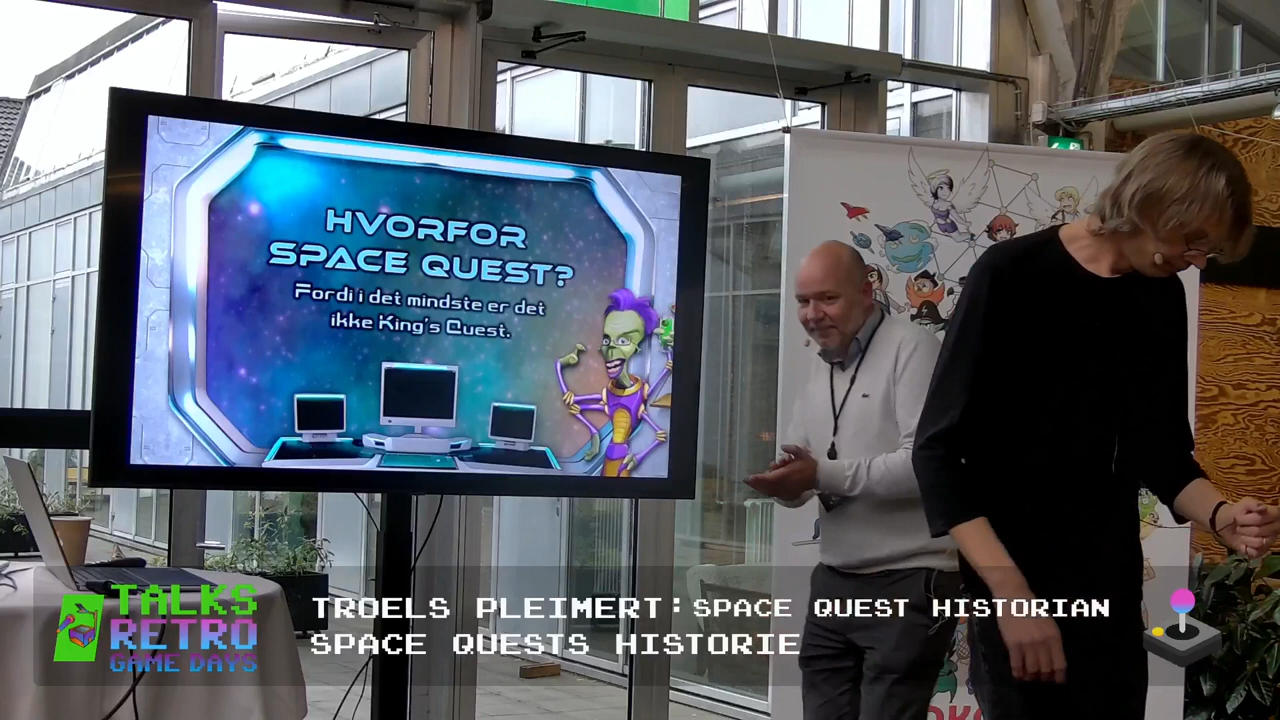 HVORFOR
SPACE QUEST?
Fordi i det mindste er det
ikke King's Quest.
TALKS
RETRO
GAME DAYS
TROELS PLEIMERT: SPACE QUEST HISTORIAN
SPACE QUESTS HISTORIE